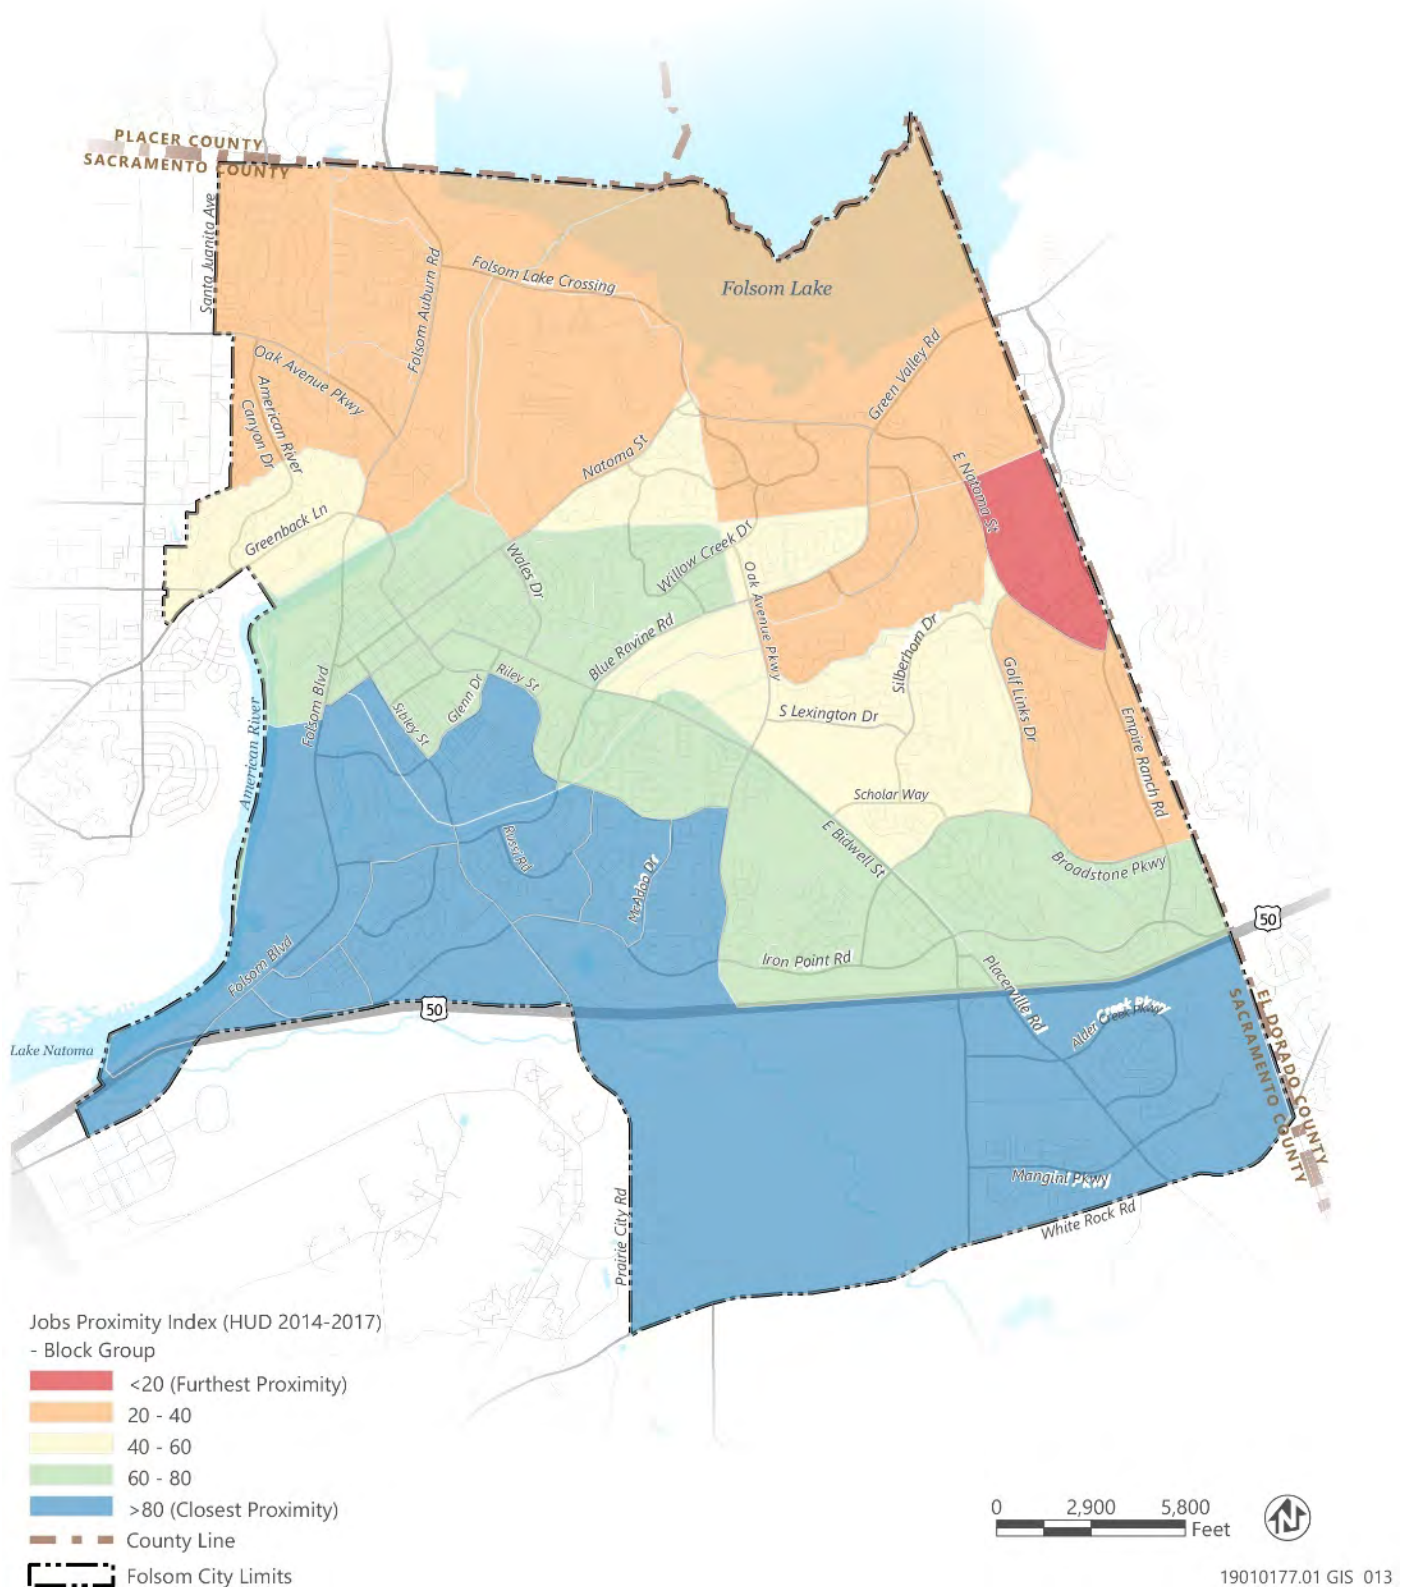 PLACER COUNTY
SACRAMENTO COUNTY
Santa Juanita Ave
Folsom Auburn Rd
Folsom Lake Crossing
Folsom Lake
Green Valley Rd
Oak Avenue Pkwy
American River
Canyon Dr
Natoma St
E Natoma St
Greenback Ln
Wales Dr
Willow Creek Dr
Oak Avenue Pkwy
Blue Ravine Rd
Silberhorn Dr
Golf Links Dr
Folsom Blvd
Riley St
Glenn Dr
Sibley St
S Lexington Dr
Empire Ranch Rd
American River
Scholar Way
E Bidwell St
Russi Rd
McAdoo Dr
Broadstone Pkwy
50
Folsom Blvd
Iron Point Rd
Placerville Rd
50
Alder Creek Pkwy
EL DORADO COUNTY
SACRAMENTO COUNTY
Lake Natoma
Mangini Pkwy
Prairie City Rd
White Rock Rd
Jobs Proximity Index (HUD 2014-2017)
- Block Group
<20 (Furthest Proximity)
20 - 40
40 - 60
60 - 80
>80 (Closest Proximity)
County Line
Folsom City Limits
0 2,900 5,800
Feet
N
19010177.01 GIS 013